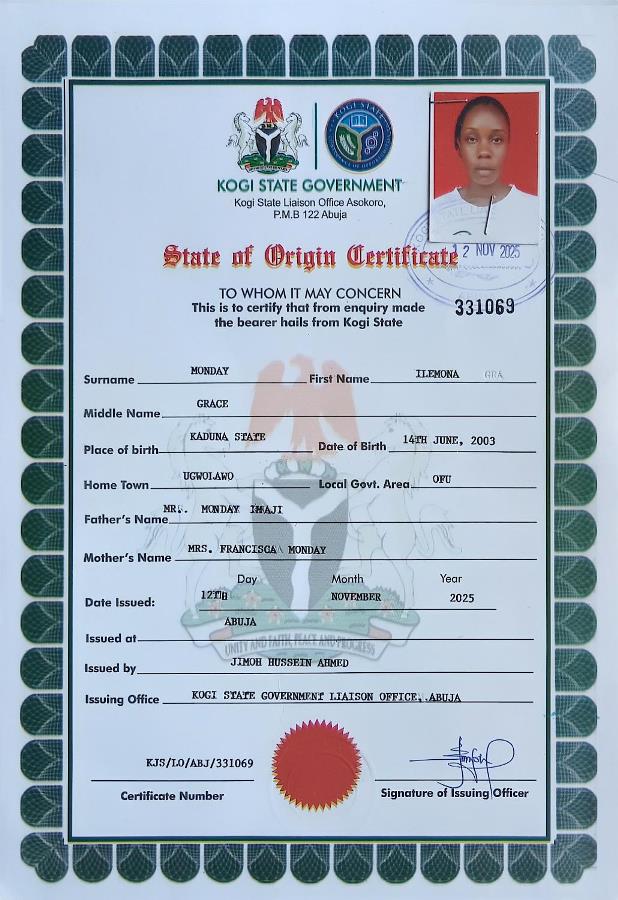 KOGI STATE
KOGI STATE GOVERNMENT
Kogi State Liaison Office Asokoro,
P.M.B 122 Abuja
State of Origin Certificate
12 NOV 2025
TO WHOM IT MAY CONCERN
This is to certify that from enquiry made
the bearer hails from Kogi State
331069
Surname MONDAY First Name ILEMONA GRA
Middle Name GRACE
Place of birth KADUNA STATE Date of Birth 14TH JUNE, 2003
Home Town UGWOLAWO Local Govt. Area OFU
Father's Name MR. MONDAY IMAJI
Mother's Name MRS. FRANCISCA MONDAY
Day Month Year
Date Issued: 12TH NOVEMBER 2025
Issued at ABUJA
UNITY AND FAITH, PEACE AND PROGRESS
Issued by JIMOH HUSSEIN AHMED
Issuing Office KOGI STATE GOVERNMENT LIAISON OFFICE, ABUJA
KJS/LO/ABJ/331069
Certificate Number Signature of Issuing Officer